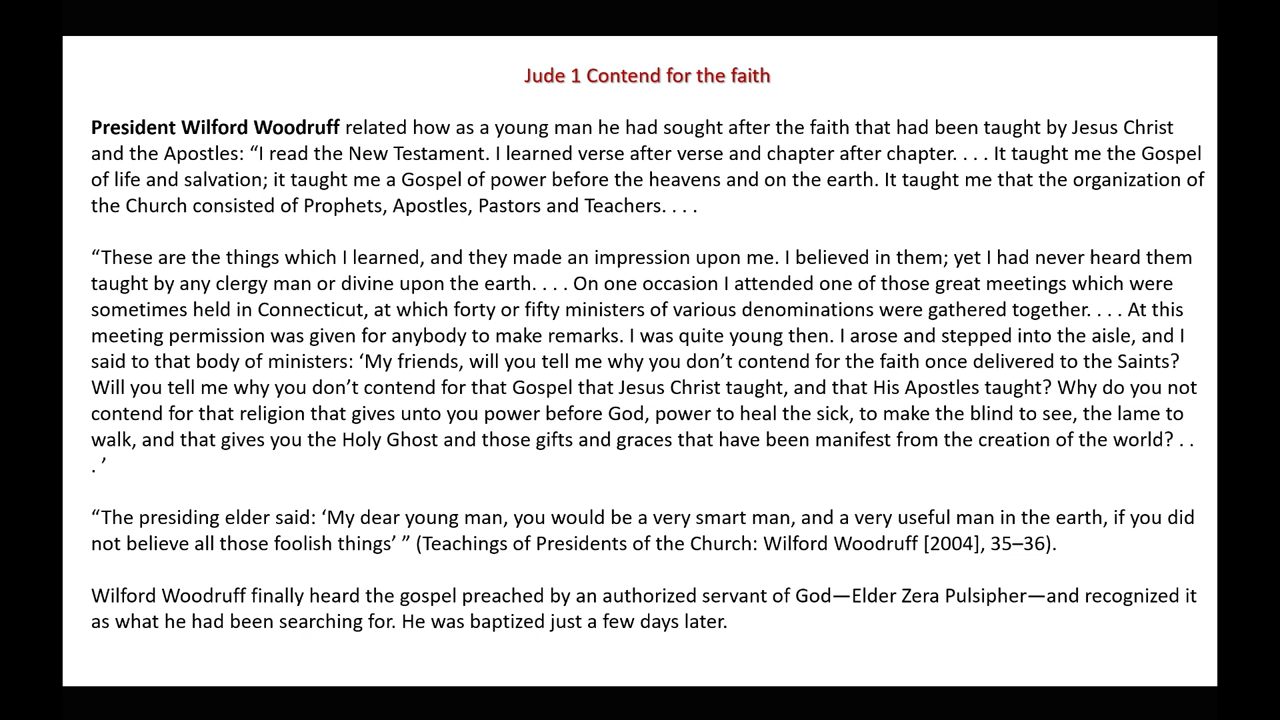 Jude 1 Contend for the faith
President Wilford Woodruff related how as a young man he had sought after the faith that had been taught by Jesus Christ
and the Apostles: “I read the New Testament. I learned verse after verse and chapter after chapter. . . . It taught me the Gospel
of life and salvation; it taught me a Gospel of power before the heavens and on the earth. It taught me that the organization of
the Church consisted of Prophets, Apostles, Pastors and Teachers. . . .
“These are the things which I learned, and they made an impression upon me. I believed in them; yet I had never heard them
taught by any clergy man or divine upon the earth. . . . On one occasion I attended one of those great meetings which were
sometimes held in Connecticut, at which forty or fifty ministers of various denominations were gathered together. . . . At this
meeting permission was given for anybody to make remarks. I was quite young then. I arose and stepped into the aisle, and I
said to that body of ministers: ‘My friends, will you tell me why you don’t contend for the faith once delivered to the Saints?
Will you tell me why you don’t contend for that Gospel that Jesus Christ taught, and that His Apostles taught? Why do you not
contend for that religion that gives unto you power before God, power to heal the sick, to make the blind to see, the lame to
walk, and that gives you the Holy Ghost and those gifts and graces that have been manifest from the creation of the world? . .
. ’
“The presiding elder said: ‘My dear young man, you would be a very smart man, and a very useful man in the earth, if you did
not believe all those foolish things’ ” (Teachings of Presidents of the Church: Wilford Woodruff [2004], 35–36).
Wilford Woodruff finally heard the gospel preached by an authorized servant of God—Elder Zera Pulsipher—and recognized it
as what he had been searching for. He was baptized just a few days later.